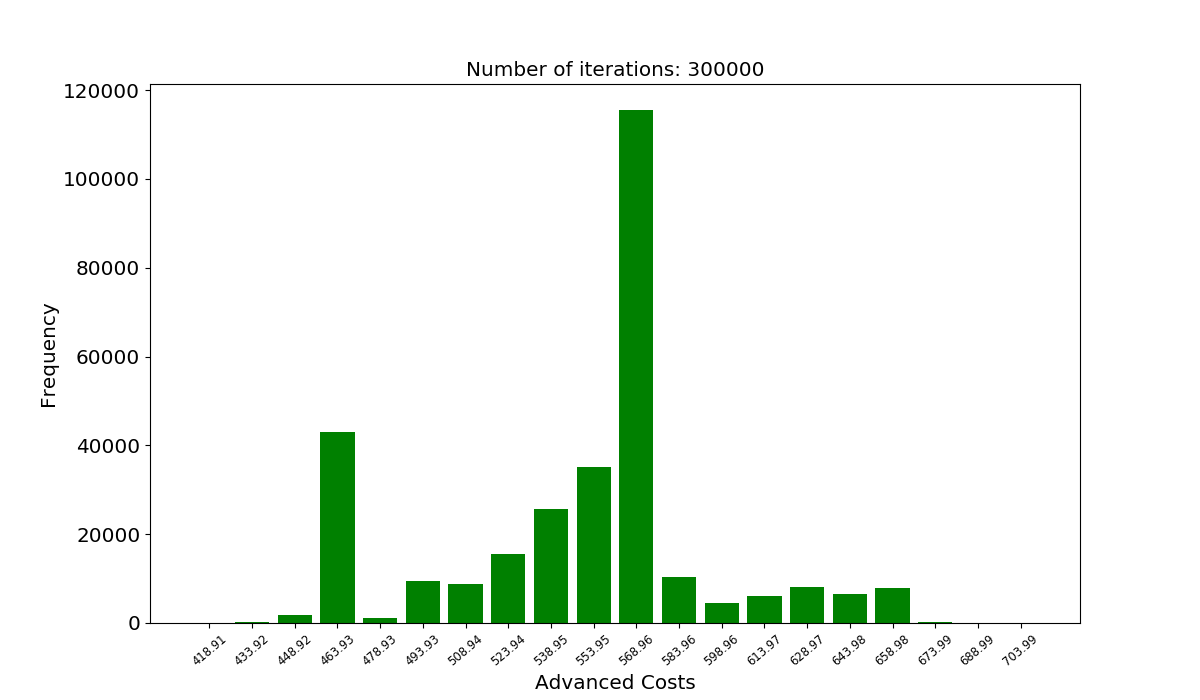 Number of iterations: 300000
120000
100000
80000
60000
40000
20000
0
Frequency
418.91 433.92 448.92 463.93 478.93 493.93 508.94 523.94 538.95 553.95 568.96 583.96 598.96 613.97 628.97 643.98 658.98 673.99 688.99 703.99
Advanced Costs